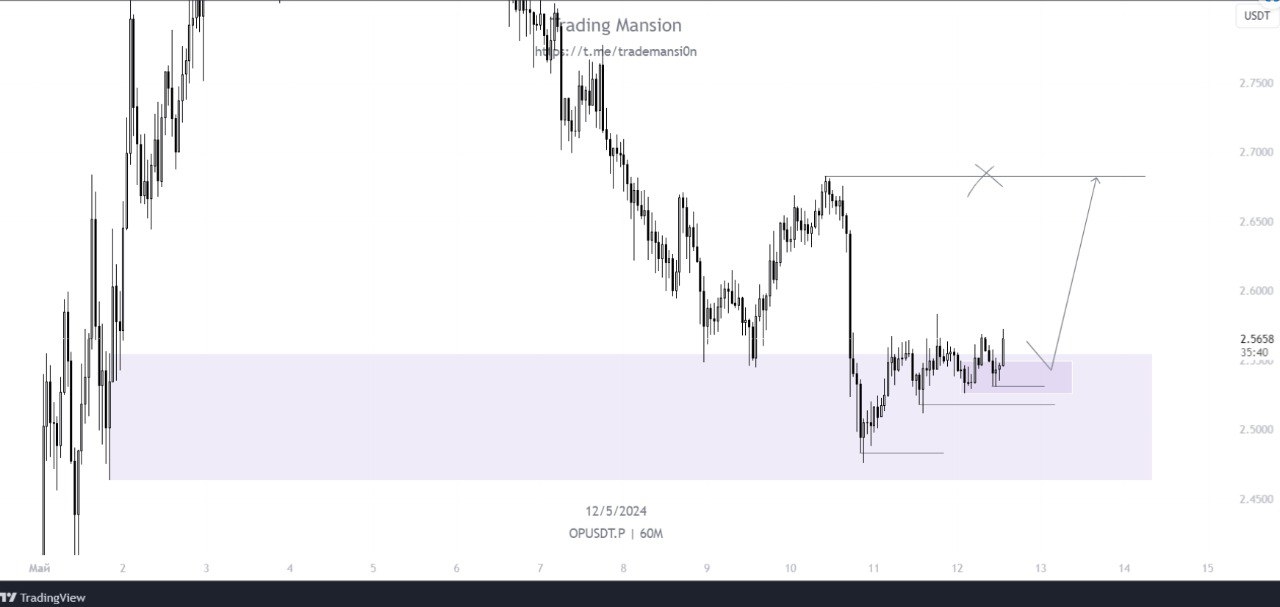 USDT
Trading Mansion
https://t.me/trademansi0n
2.7500
2.7000
2.6500
2.6000
2.5658
35:40
2.5500
2.5000
2.4500
12/5/2024
OPUSDT.P | 60M
Май 2 3 4 5 6 7 8 9 10 11 12 13 14 15
TradingView